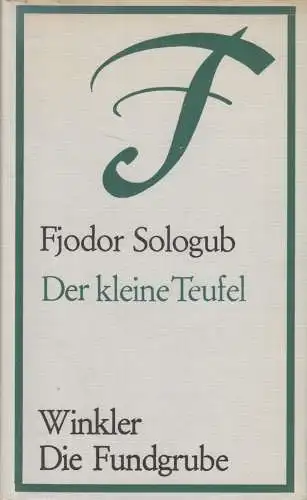 F
Fjodor Sologub
Der kleine Teufel
Winkler
Die Fundgrube